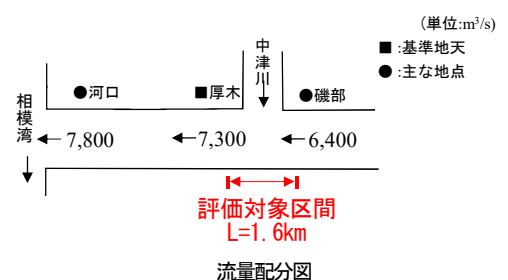 (単位:m³/s)
■:基準地天
●:主な地点
中津川
●河口
■厚木
●磯部
相模湾
7,800
7,300
6,400
評価対象区間
L=1.6km
流量配分図